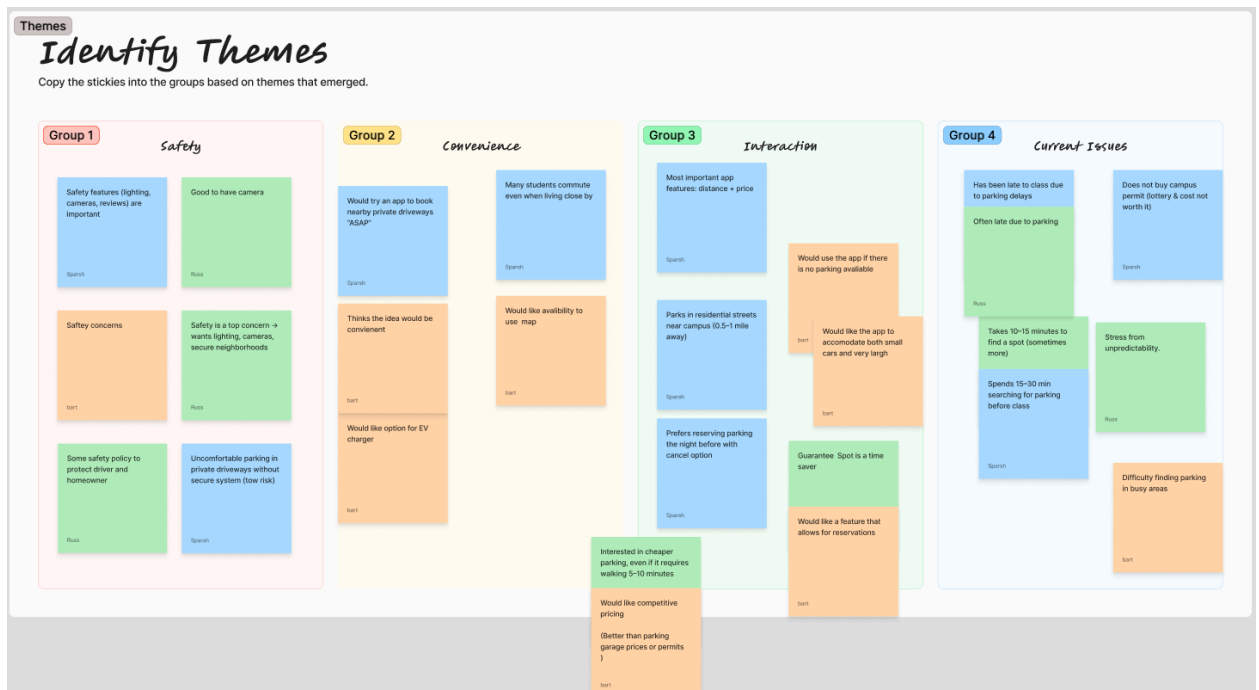 Themes
Identify Themes
Copy the stickies into the groups based on themes that emerged.
Group 1
Safety
Safety features (lighting,
cameras, reviews) are
important
Sparsh
Good to have camera
Russ
Saftey concerns
bart
Safety is a top concern →
wants lighting, cameras,
secure neighborhoods
Russ
Some safety policy to
protect driver and
homeowner
Russ
Uncomfortable parking in
private driveways without
secure system (tow risk)
Sparsh
Group 2
Convenience
Would try an app to book
nearby private driveways
"ASAP"
Sparsh
Many students commute
even when living close by
Sparsh
Thinks the idea would be
convienent
bart
Would like avalibility to
use map
bart
Would like option for EV
charger
bart
Group 3
Interaction
Most important app
features: distance + price
Sparsh
Would use the app if there
is no parking avaliable
bart
Parks in residential streets
near campus (0.5–1 mile
away)
Sparsh
Would like the app to
accomodate both small
cars and very largh
bart
Prefers reserving parking
the night before with
cancel option
Sparsh
Guarantee Spot is a time
saver
Would like a feature that
allows for reservations
bart
Interested in cheaper
parking, even if it requires
walking 5–10 minutes
Would like competitive
pricing
(Better than parking
garage prices or permits
)
bart
Group 4
Current Issues
Has been late to class due
to parking delays
Often late due to parking
Russ
Does not buy campus
permit (lottery & cost not
worth it)
Sparsh
Takes 10–15 minutes to
find a spot (sometimes
more)
Spends 15–30 min
searching for parking
before class
Sparsh
Stress from
unpredictability.
Russ
Difficulty finding parking
in busy areas
bart